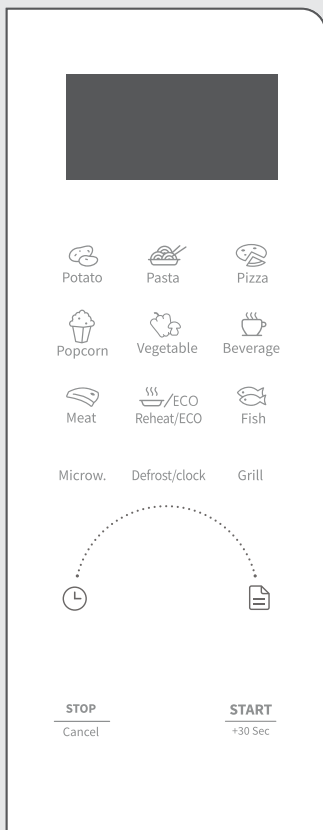 Potato Pasta Pizza
Popcorn Vegetable Beverage
/ECO
Meat Reheat/ECO Fish
Microw. Defrost/clock Grill
STOP START
Cancel +30 Sec